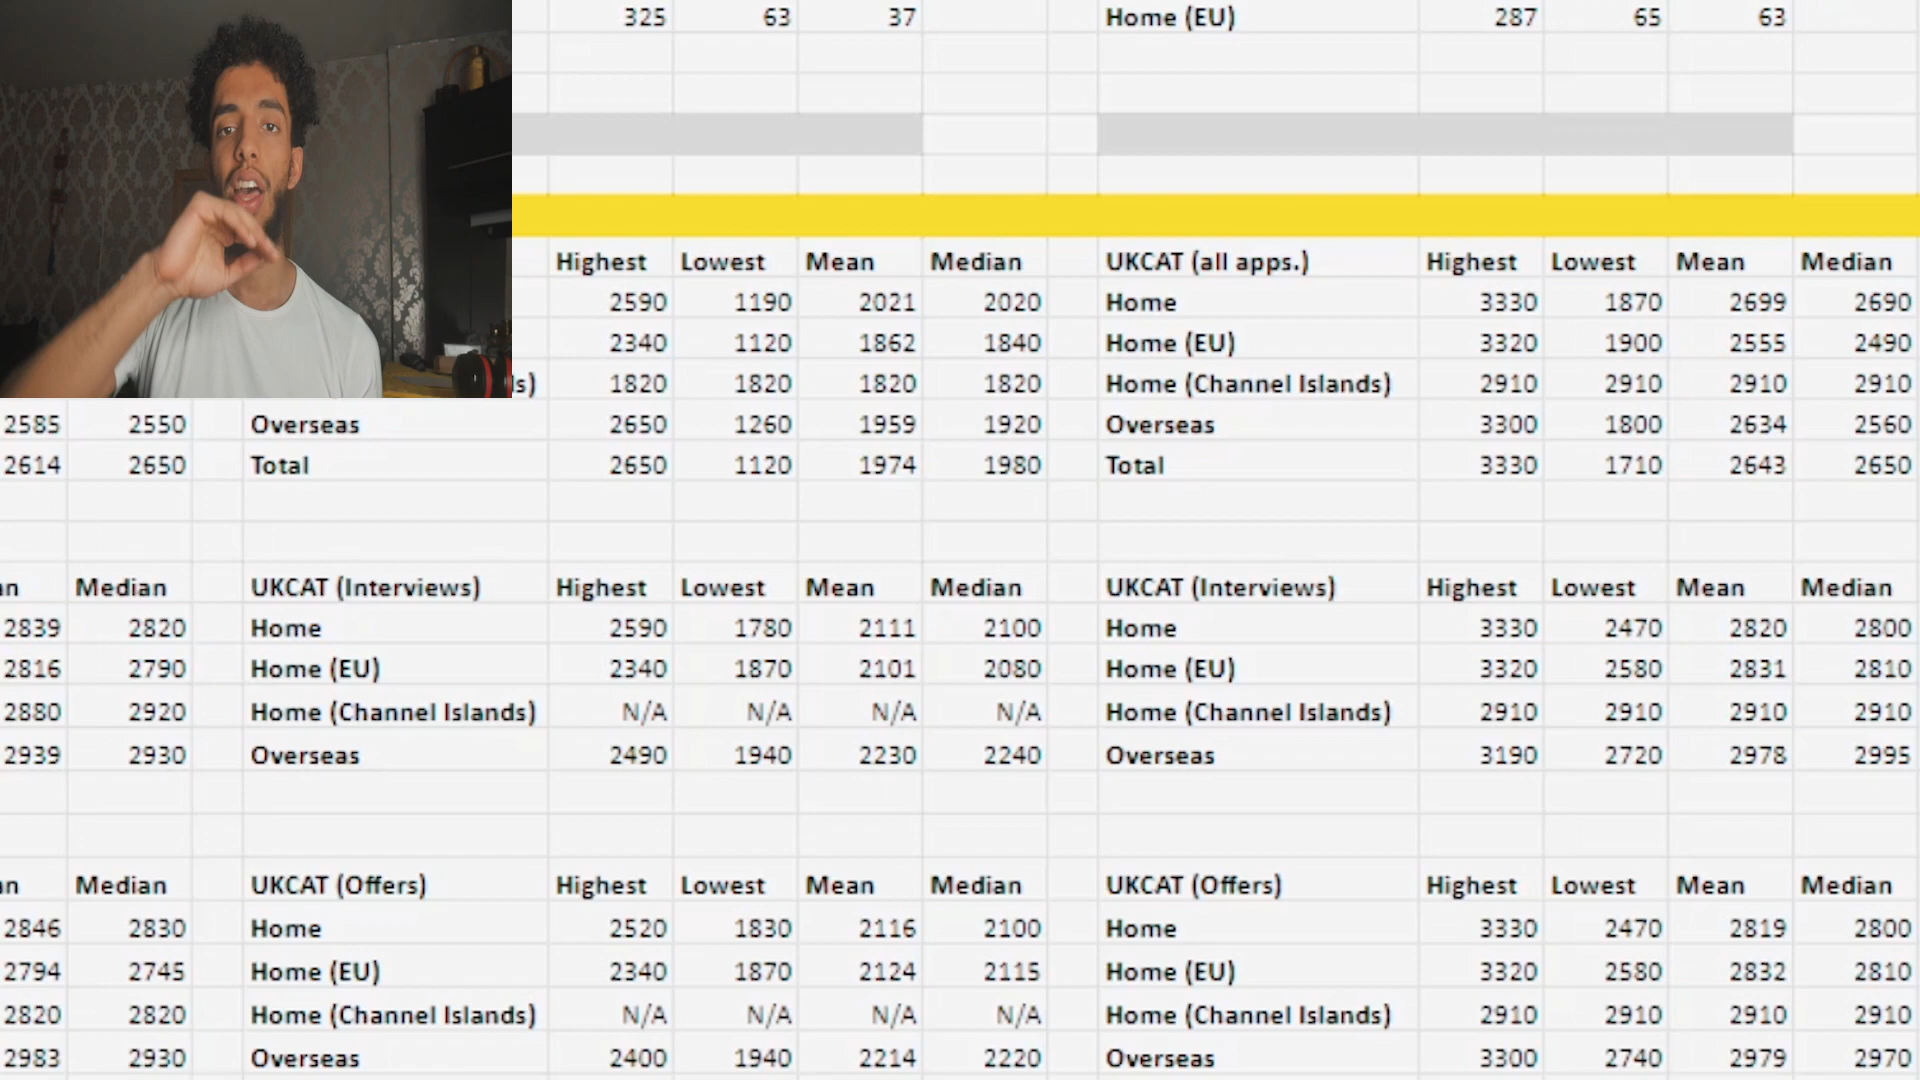 325 63 37 Home (EU) 287 65 63
Highest Lowest Mean Median UKCAT (all apps.) Highest Lowest Mean Median
2590 1190 2021 2020 Home 3330 1870 2699 2690
2340 1120 1862 1840 Home (EU) 3320 1900 2555 2490
1820 1820 1820 1820 Home (Channel Islands) 2910 2910 2910 2910
2585 2550 Overseas 2650 1260 1959 1920 Overseas 3300 1800 2634 2560
2614 2650 Total 2650 1120 1974 1980 Total 3330 1710 2643 2650
Median UKCAT (Interviews) Highest Lowest Mean Median UKCAT (Interviews) Highest Lowest Mean Median
2839 2820 Home 2590 1780 2111 2100 Home 3330 2470 2820 2800
2816 2790 Home (EU) 2340 1870 2101 2080 Home (EU) 3320 2580 2831 2810
2880 2920 Home (Channel Islands) N/A N/A N/A N/A Home (Channel Islands) 2910 2910 2910 2910
2939 2930 Overseas 2490 1940 2230 2240 Overseas 3190 2720 2978 2995
Median UKCAT (Offers) Highest Lowest Mean Median UKCAT (Offers) Highest Lowest Mean Median
2846 2830 Home 2520 1830 2116 2100 Home 3330 2470 2819 2800
2794 2745 Home (EU) 2340 1870 2124 2115 Home (EU) 3320 2580 2832 2810
2820 2820 Home (Channel Islands) N/A N/A N/A N/A Home (Channel Islands) 2910 2910 2910 2910
2983 2930 Overseas 2400 1940 2214 2220 Overseas 3300 2740 2979 2970